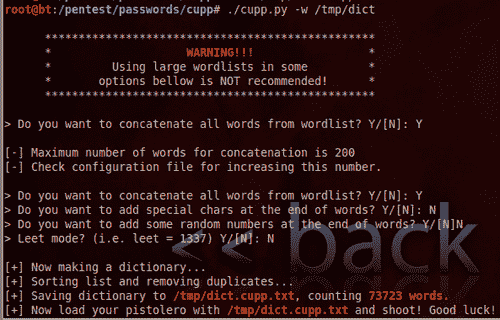 root@bt:/pentest/passwords/cupp# ./cupp.py -w /tmp/dict
**************************************************
* WARNING!!! *
* Using large wordlists in some *
* options bellow is NOT recommended! *
**************************************************
> Do you want to concatenate all words from wordlist? Y/[N]: Y
[-] Maximum number of words for concatenation is 200
[-] Check configuration file for increasing this number.
> Do you want to concatenate all words from wordlist? Y/[N]: Y
> Do you want to add special chars at the end of words? Y/[N]: N
> Do you want to add some random numbers at the end of words? Y/[N]N
> Leet mode? (i.e. leet = 1337) Y/[N]: N
<< back
[+] Now making a dictionary...
[+] Sorting list and removing duplicates...
[+] Saving dictionary to /tmp/dict.cupp.txt, counting 73723 words.
[+] Now load your pistolero with /tmp/dict.cupp.txt and shoot! Good luck!